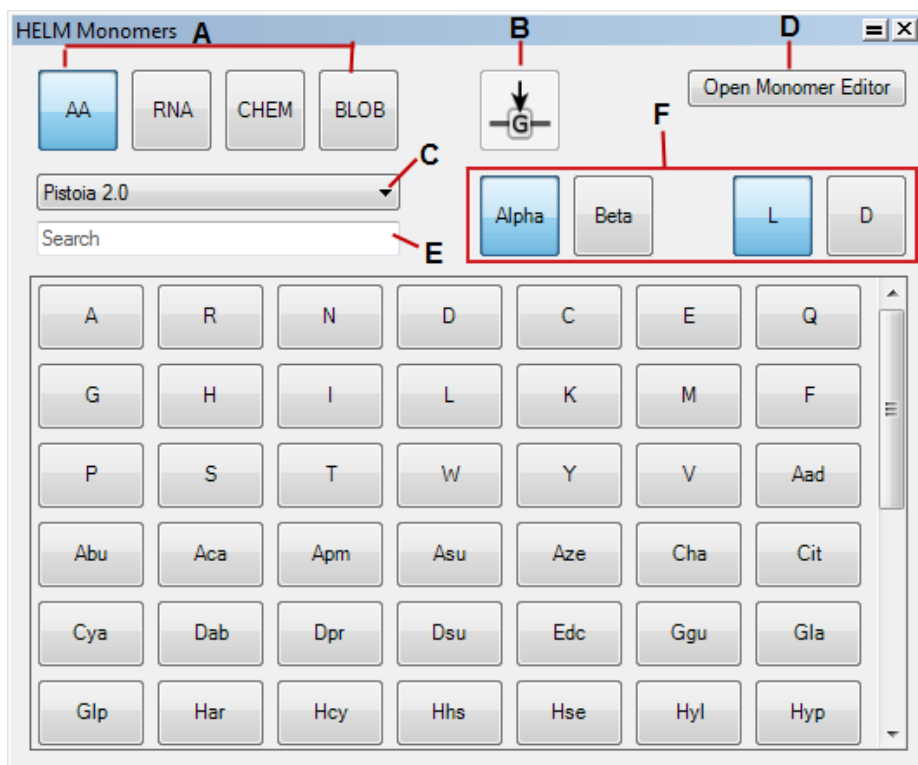 HELM Monomers A B D
AA RNA CHEM BLOB G Open Monomer Editor
F
C
Pistoia 2.0
Alpha Beta L D
Search
E
A R N D C E Q
G H I L K M F
P S T W Y V Aad
Abu Aca Apm Asu Aze Cha Cit
Cya Dab Dpr Dsu Edc Ggu Gla
Glp Har Hcy Hhs Hse Hyl Hyp